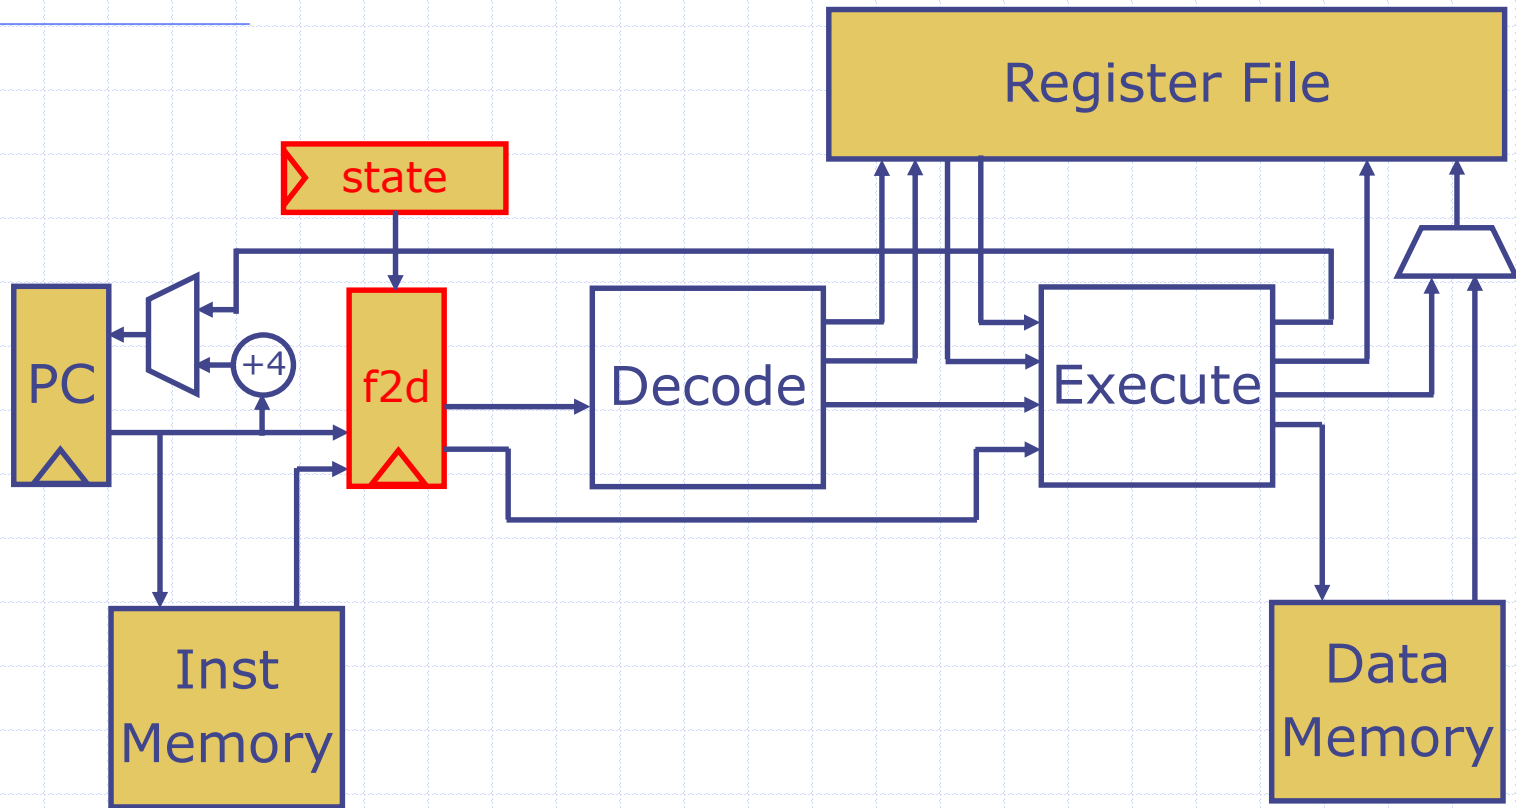 Register File
state
PC
+4
f2d
Decode
Execute
Inst
Memory
Data
Memory